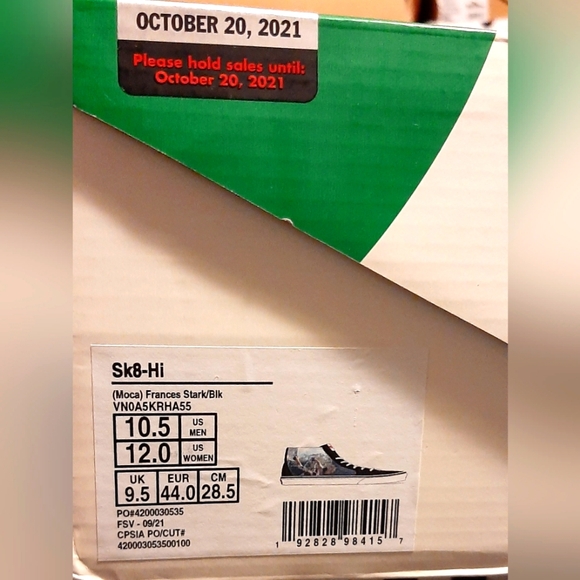 OCTOBER 20, 2021
Please hold sales until:
October 20, 2021
Sk8-Hi
(Moca) Frances Stark/Blk
VN0A5KRHA55
10.5 US MEN
12.0 US WOMEN
UK EUR CM
9.5 44.0 28.5
PO#4200030535
FSV - 09/21
CPSIA PO/CUT#
420003053500100
1 92828 98415 7